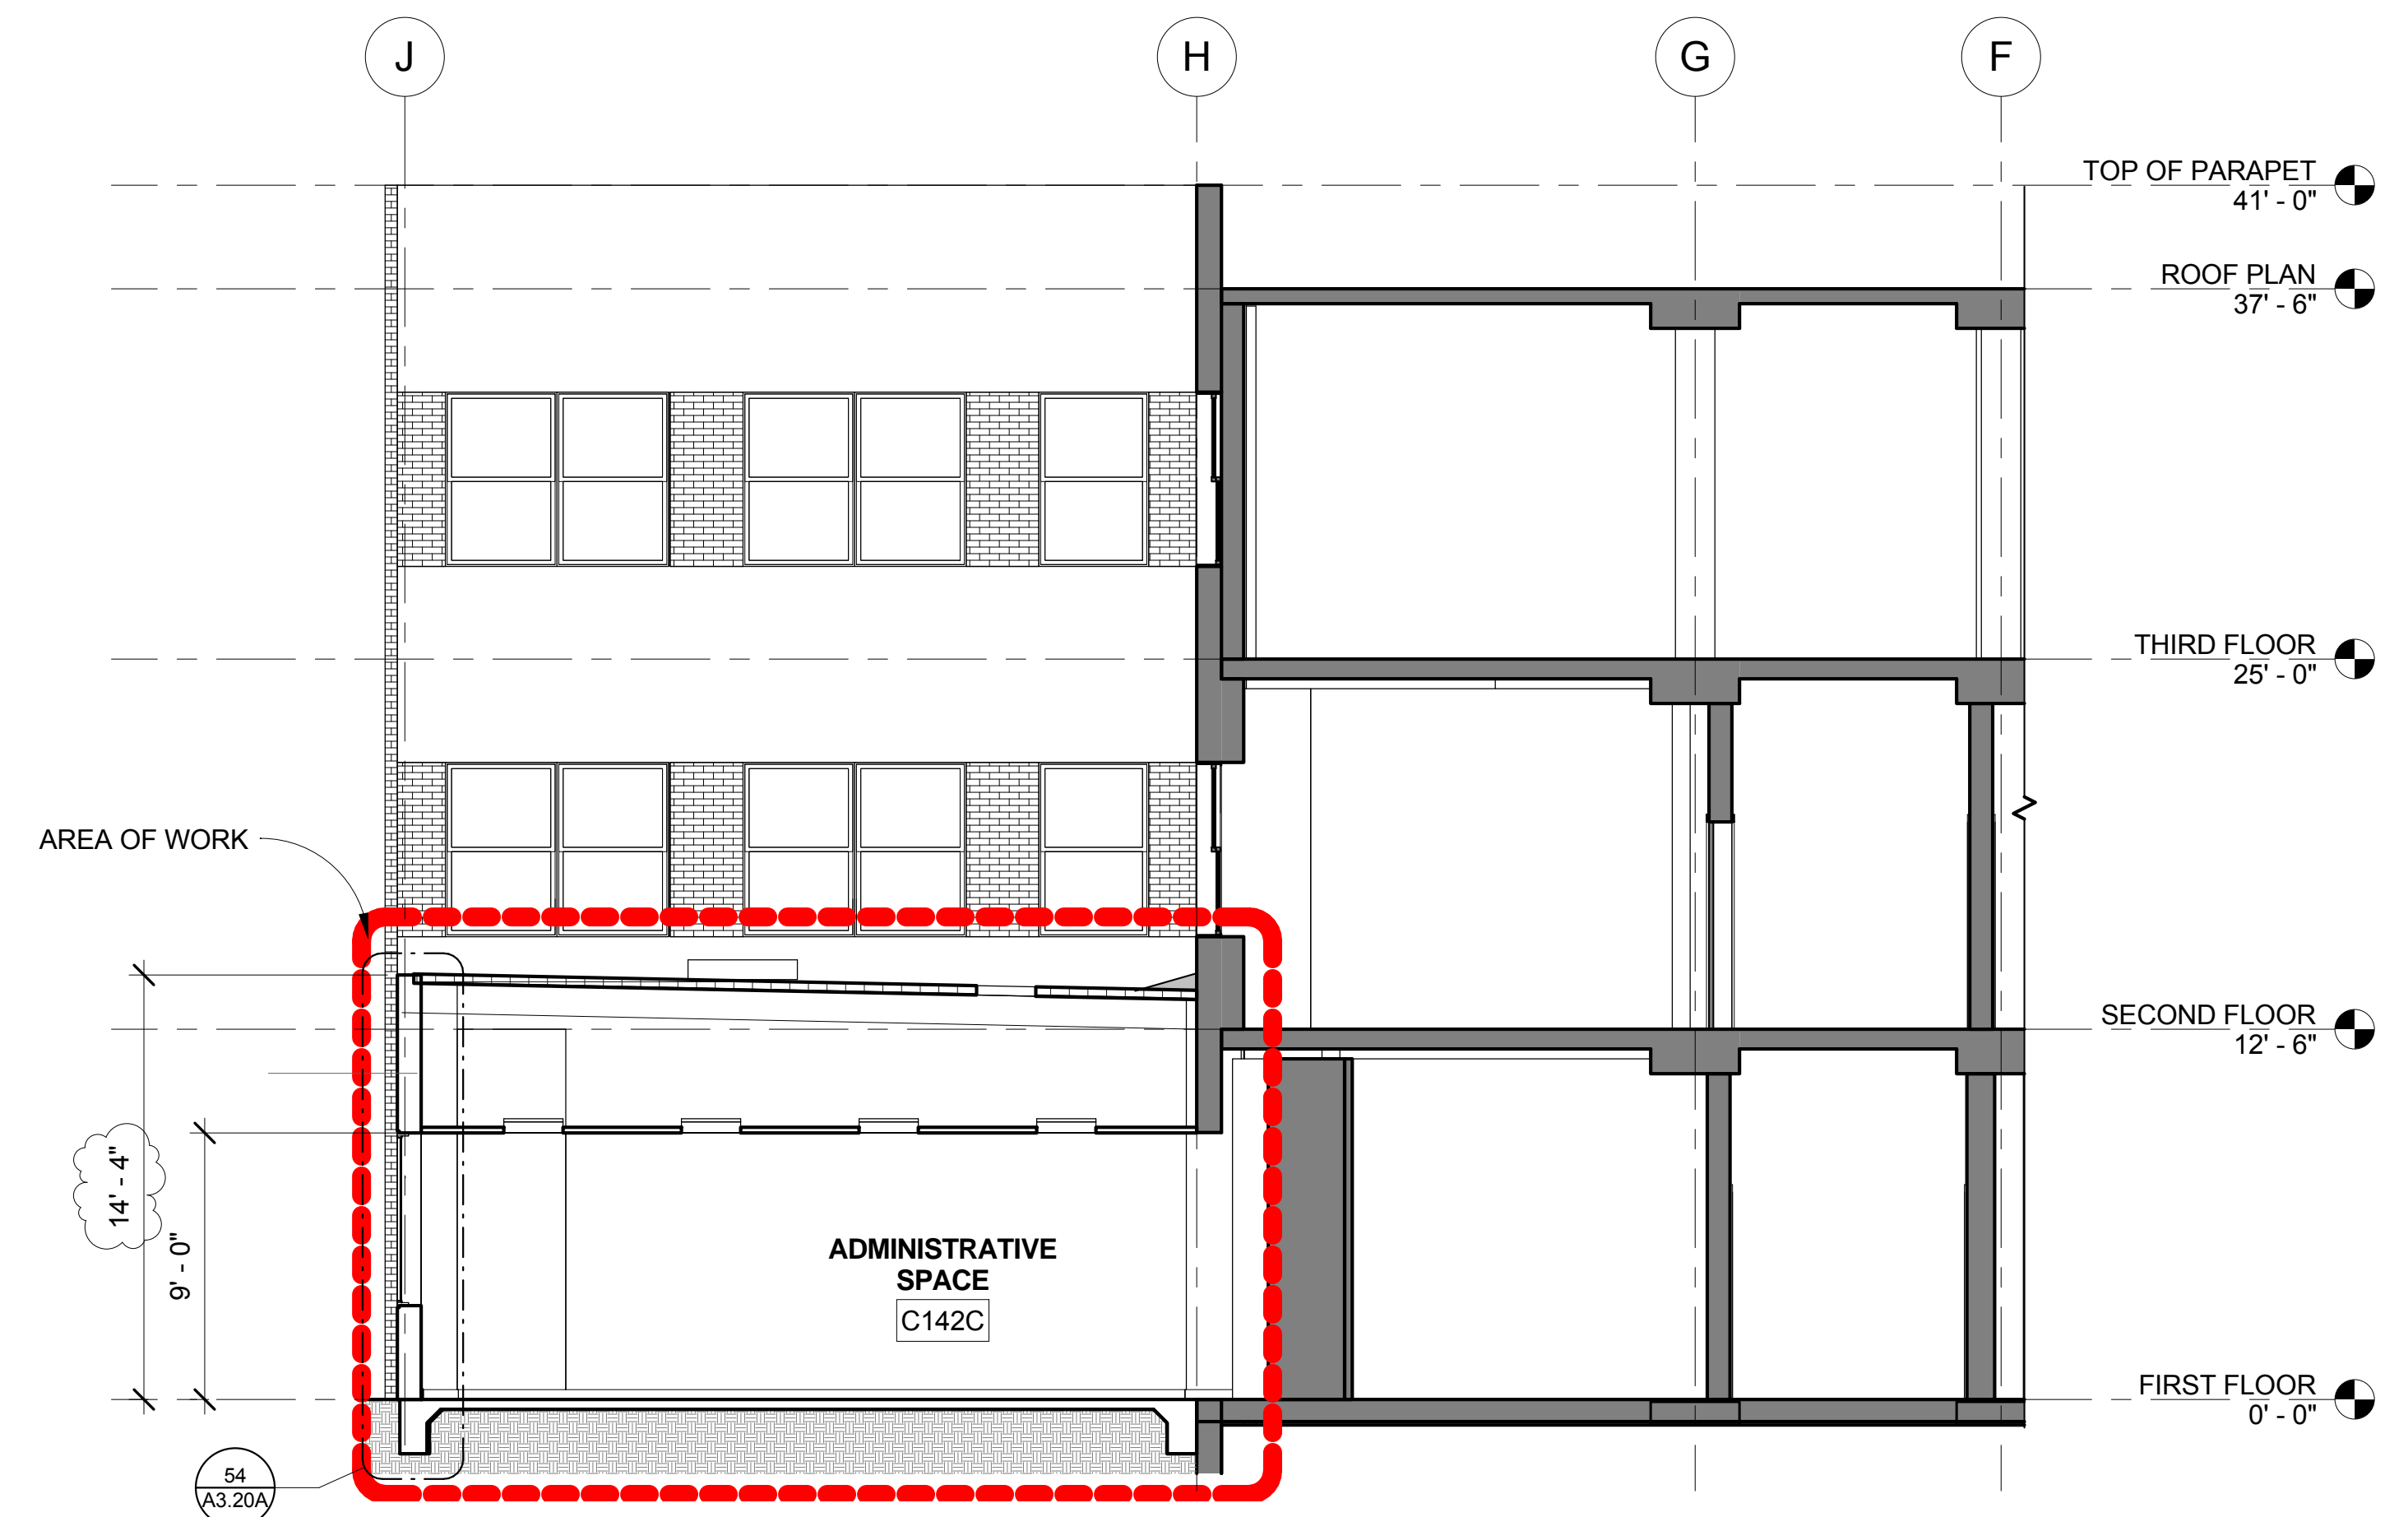 J
H
G
F
TOP OF PARAPET
41' - 0"
ROOF PLAN
37' - 6"
THIRD FLOOR
25' - 0"
AREA OF WORK
SECOND FLOOR
12' - 6"
14' - 4"
9' - 0"
ADMINISTRATIVE
SPACE
C142C
FIRST FLOOR
0' - 0"
54
A3.20A